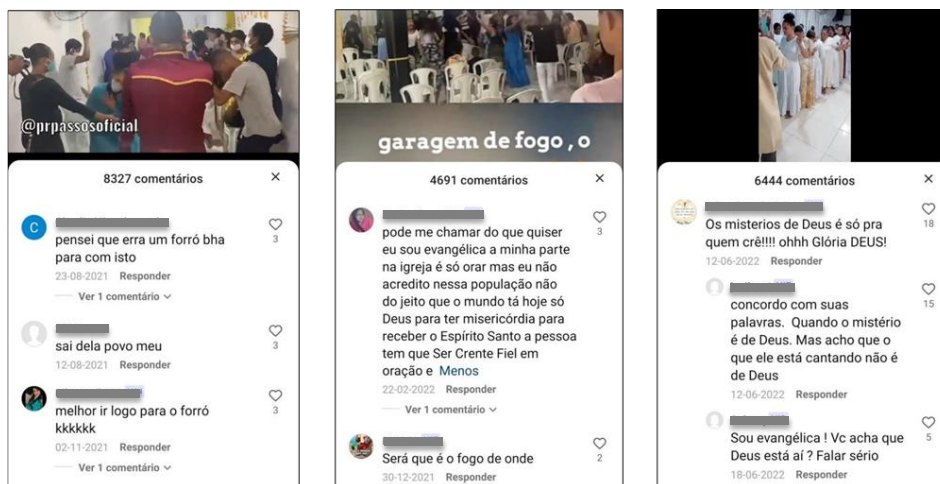 @prpassosoficial
8327 comentários
C
pensei que erra um forró bha
para com isto
3
23-08-2021 Responder
Ver 1 comentário
sai dela povo meu
3
12-08-2021 Responder
melhor ir logo para o forró
kkkkkk
3
02-11-2021 Responder
Ver 1 comentário
garagem de fogo , o
4691 comentários
pode me chamar do que quiser
3
eu sou evangélica a minha parte
na igreja é só orar mas eu não
acredito nessa população não
do jeito que o mundo tá hoje só
Deus para ter misericórdia para
receber o Espírito Santo a pessoa
tem que Ser Crente Fiel em
oração e Menos
22-02-2022 Responder
Ver 1 comentário
Será que é o fogo de onde
2
30-12-2021 Responder
6444 comentários
Os misterios de Deus é só pra
18
quem crê!!!! ohhh Glória DEUS!
12-06-2022 Responder
concordo com suas
15
palavras. Quando o mistério
é de Deus. Mas acho que o
que ele está cantando não é
de Deus
12-06-2022 Responder
Sou evangélica ! Vc acha que
5
Deus está aí ? Falar sério
18-06-2022 Responder